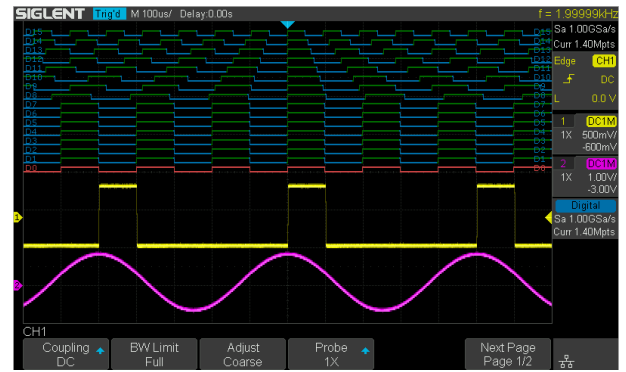 SIGLENT Trig'd M 100us/ Delay:0.00s f = 1.99999kHz
Sa 1.00GSa/s
Curr 1.40Mpts
Edge CH1
DC
L 0.0 V
1 DC1M
1X 500mV/
-600mV
2 DC1M
1X 1.00V/
-3.00V
Digital
Sa 1.00GSa/s
Curr 1.40Mpts
D15
D14
D13
D12
D11
D10
D9
D8
D7
D6
D5
D4
D3
D2
D1
D0
1
2
CH1
Coupling
DC
BW Limit
Full
Adjust
Coarse
Probe
1X
Next Page
Page 1/2